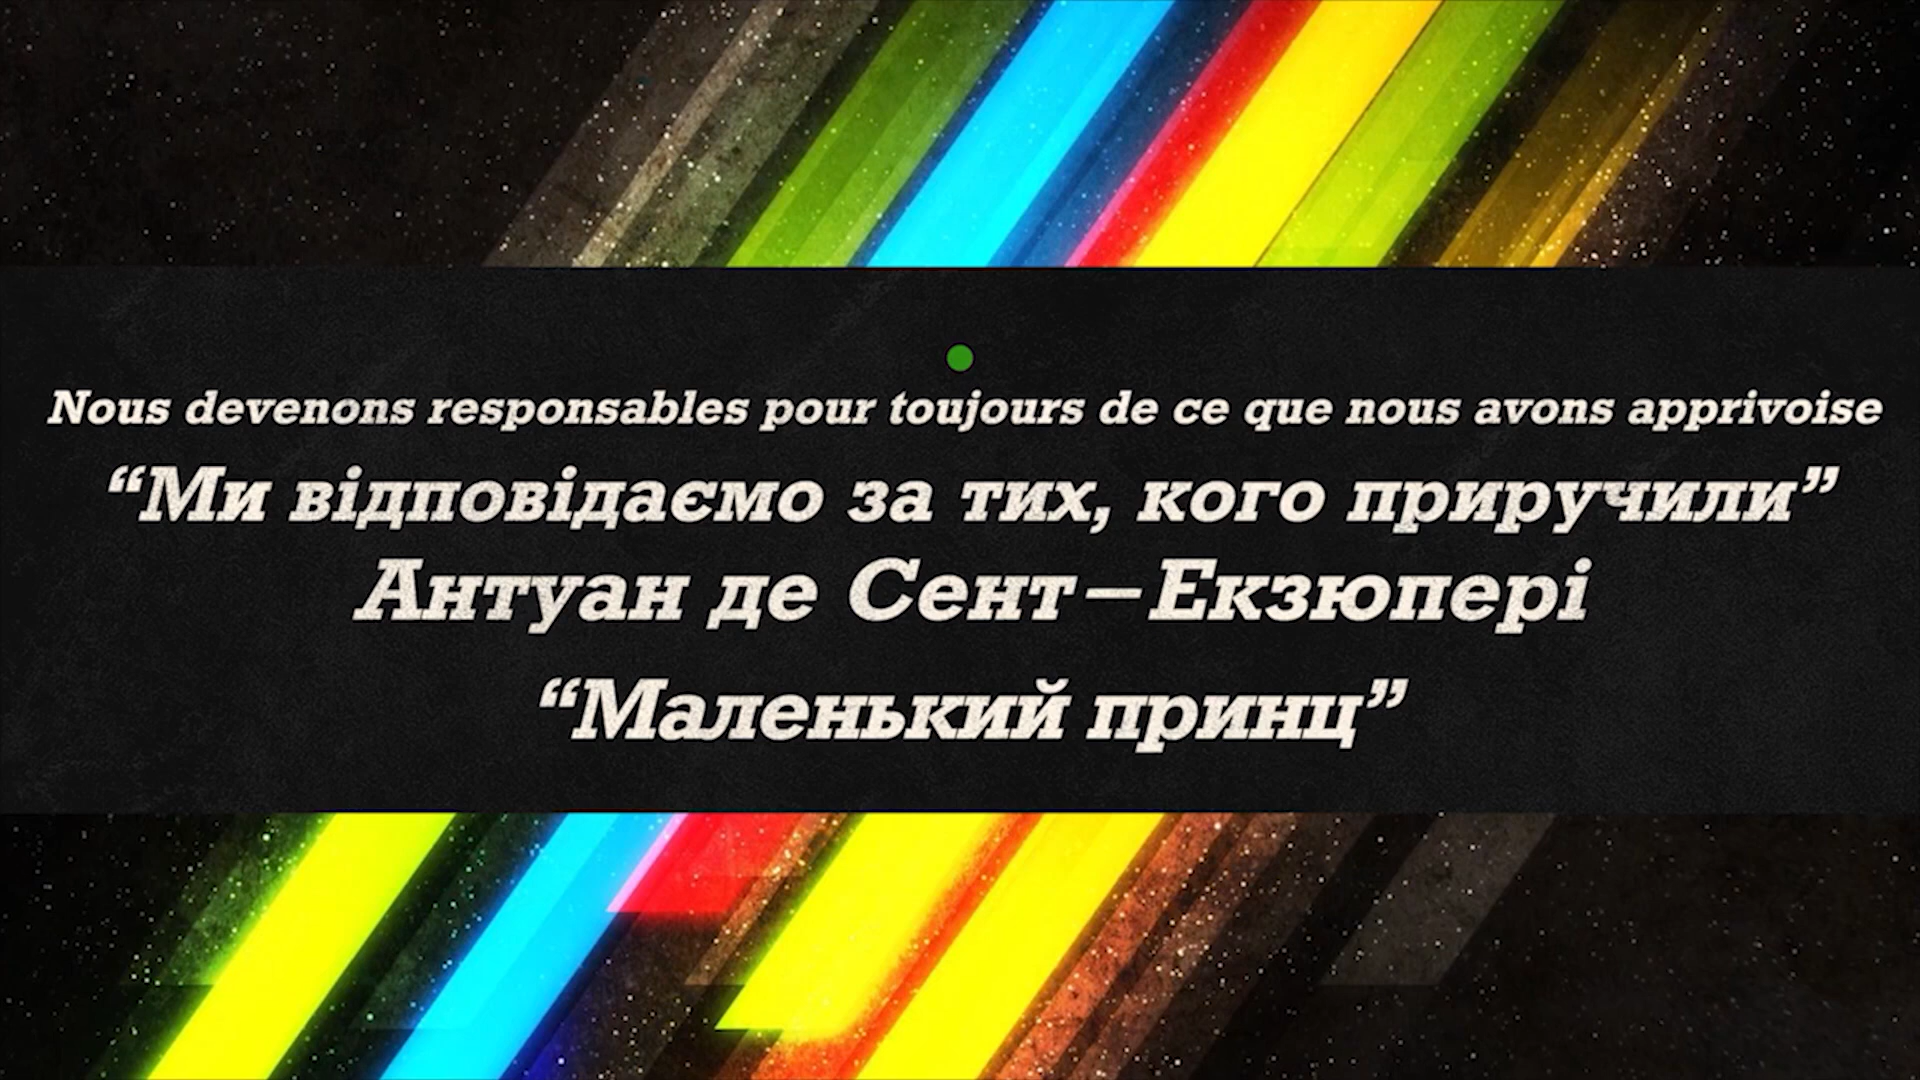 Nous devenons responsables pour toujours de ce que nous avons apprivoise
“Ми відповідаємо за тих, кого приручили”
Антуан де Сент—Екзюпері
“Маленький принц”